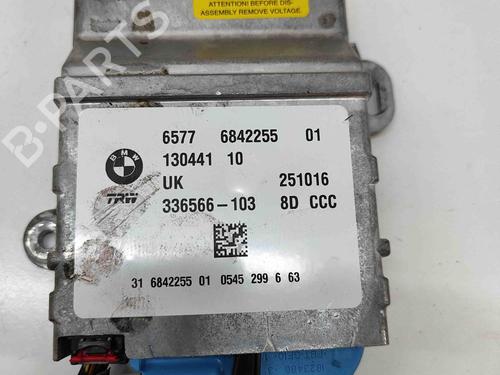 ATTENTION! BEFORE DIS-
ASSEMBLY REMOVE VOLTAGE.
B-PARTS
BMW
6577 6842255 01
130441 10
UK 251016
TRW 336566-103 8D CCC
31 6842255 01 0545 299 6 63